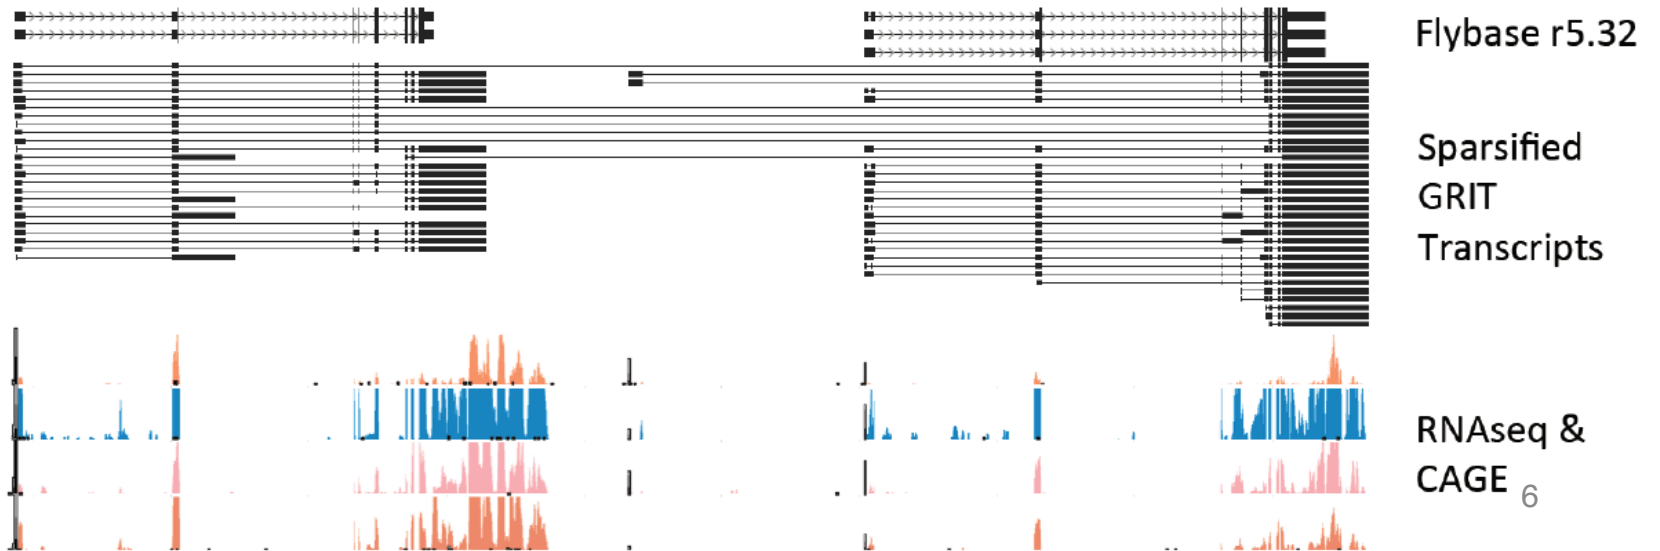 Flybase r5.32
Sparsified
GRIT
Transcripts
RNAseq &
CAGE 6